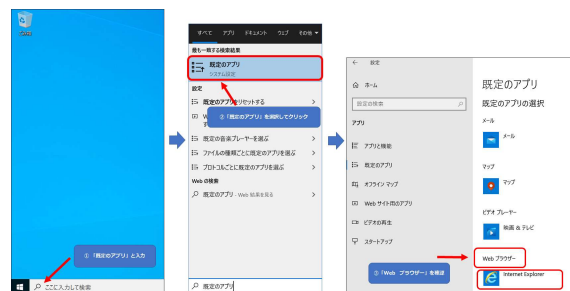 ①「既定のアプリ」と入力
ここに入力して検索
すべて アプリ ドキュメント ウェブ その他
最も一致する検索結果
既定のアプリ
システム設定
設定
既定のアプリをリセットする
②「既定のアプリ」を選択してクリック
既定の音楽プレーヤーを選ぶ
ファイルの種類ごとに既定のアプリを選ぶ
プロトコルごとに既定のアプリを選ぶ
Web の検索
既定のアプリ - Web 結果を見る
既定のアプリ
設定
ホーム
設定の検索
アプリ
アプリと機能
既定のアプリ
オフライン マップ
Web サイト用のアプリ
ビデオの再生
スタートアップ
③「Web ブラウザー」を確認
既定のアプリ
既定のアプリの選択
メール
メール
マップ
マップ
ビデオ プレーヤー
映画 & テレビ
Web ブラウザー
Internet Explorer